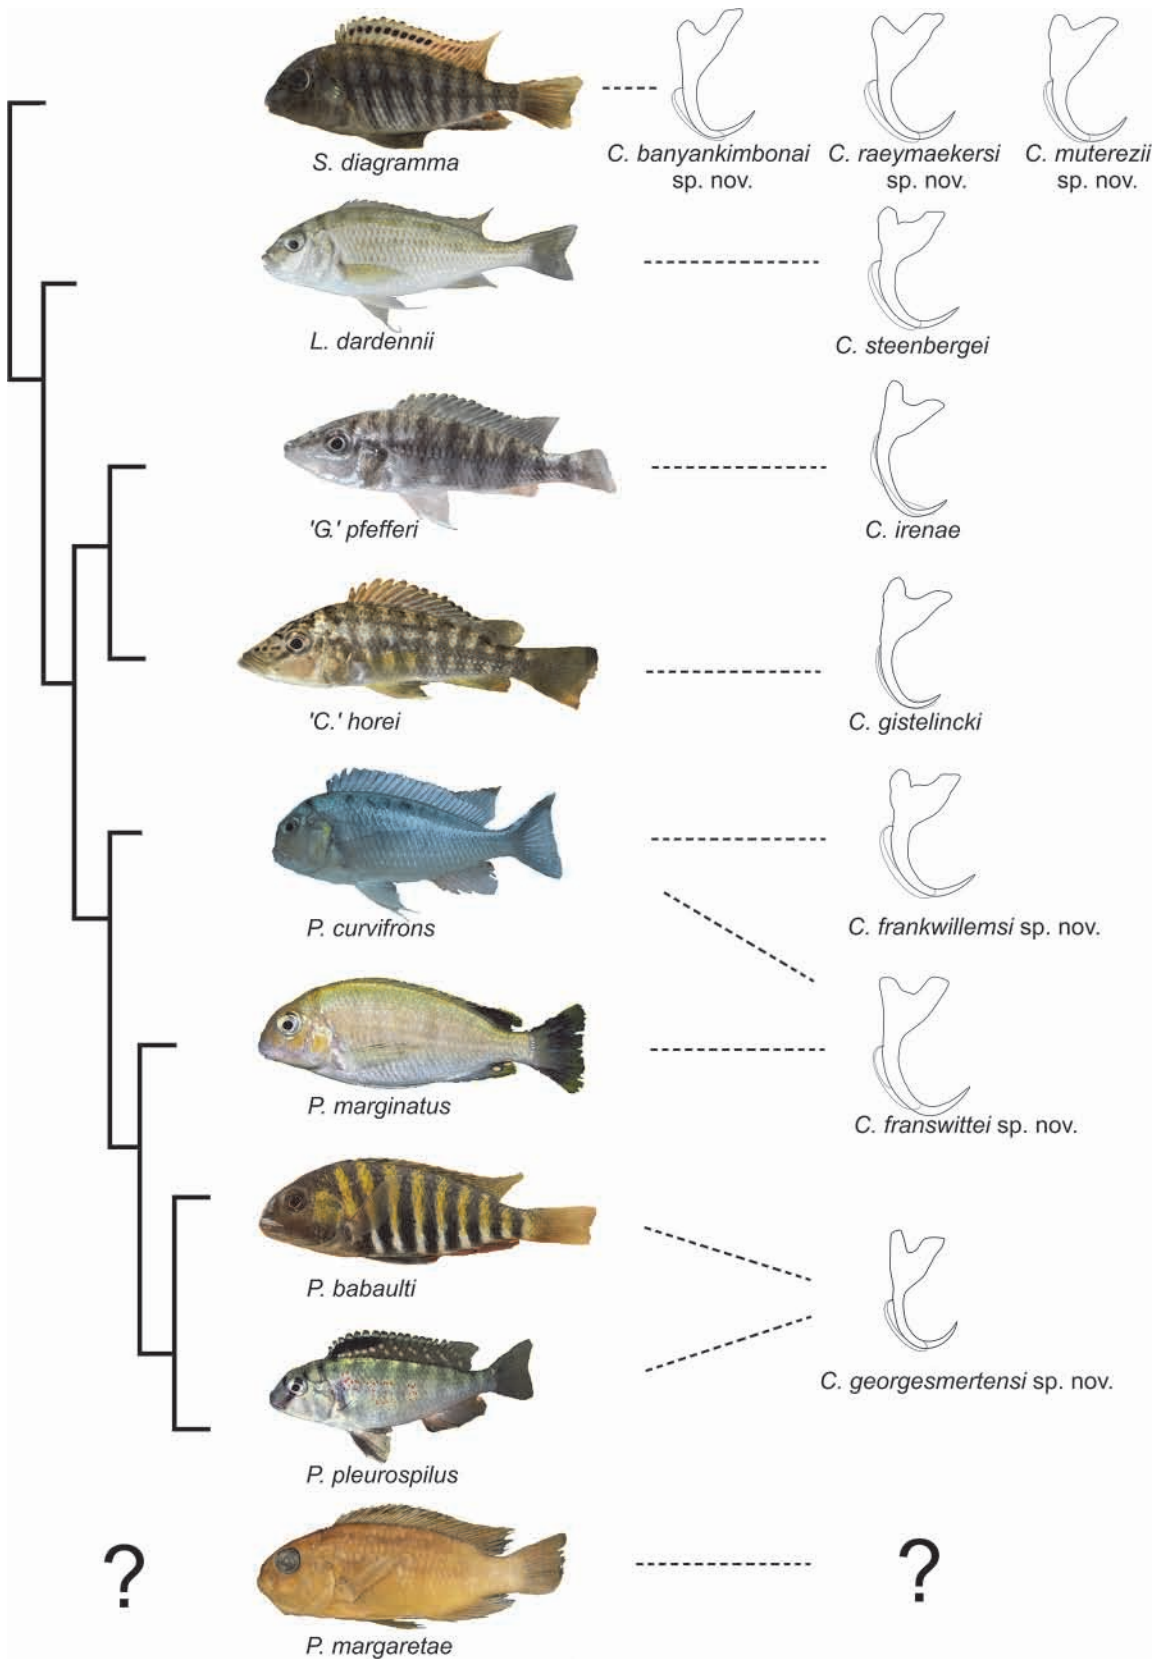 S. diagramma
C. banyankimbonai
sp. nov.
C. raeymaekersi
sp. nov.
C. muterezii
sp. nov.
L. dardennii
C. steenbergei
'G.' pfefferi
C. irenae
'C.' horei
C. gistelincki
P. curvifrons
C. frankwillemsi sp. nov.
P. marginatus
C. franswittei sp. nov.
P. babaulti
C. georgesmertensi sp. nov.
P. pleurospilus
?
?
P. margaretae